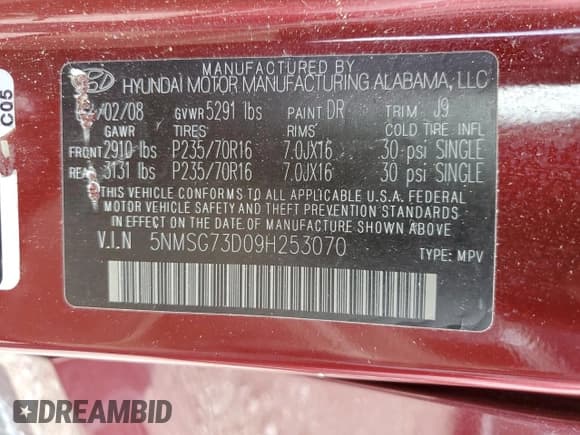 MANUFACTURED BY
HYUNDAI MOTOR MANUFACTURING ALABAMA, LLC
/02/08 GVWR 5291 lbs PAINT DR TRIM J9
GAWR TIRES RIMS COLD TIRE INFL
FRONT 2910 lbs P235/70R16 7.0JX16 30 psi SINGLE
REAR 3131 lbs P235/70R16 7.0JX16 30 psi SINGLE
THIS VEHICLE CONFORMS TO ALL APPLICABLE U.S.A. FEDERAL
MOTOR VEHICLE SAFETY AND THEFT PREVENTION
STANDARDS IN EFFECT ON THE DATE OF MANUFACTURE SHOWN ABOVE
V.I.N 5NMSG73D09H253070 TYPE: MPV
C05
DREAMBID